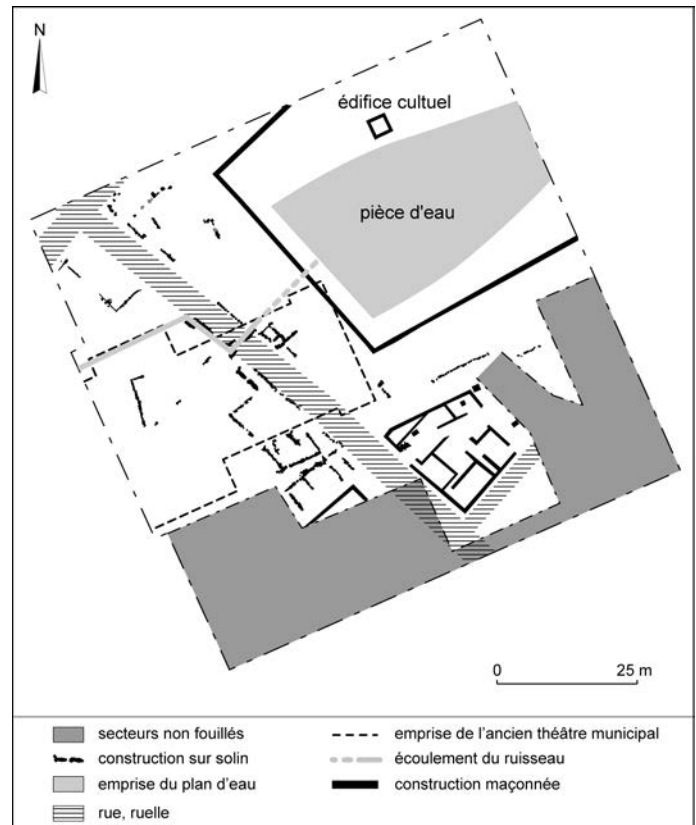 N
édifice cultuel
pièce d'eau
0 25 m
secteurs non fouillés
construction sur solin
emprise du plan d'eau
rue, ruelle
emprise de l'ancien théâtre municipal
écoulement du ruisseau
construction maçonnée